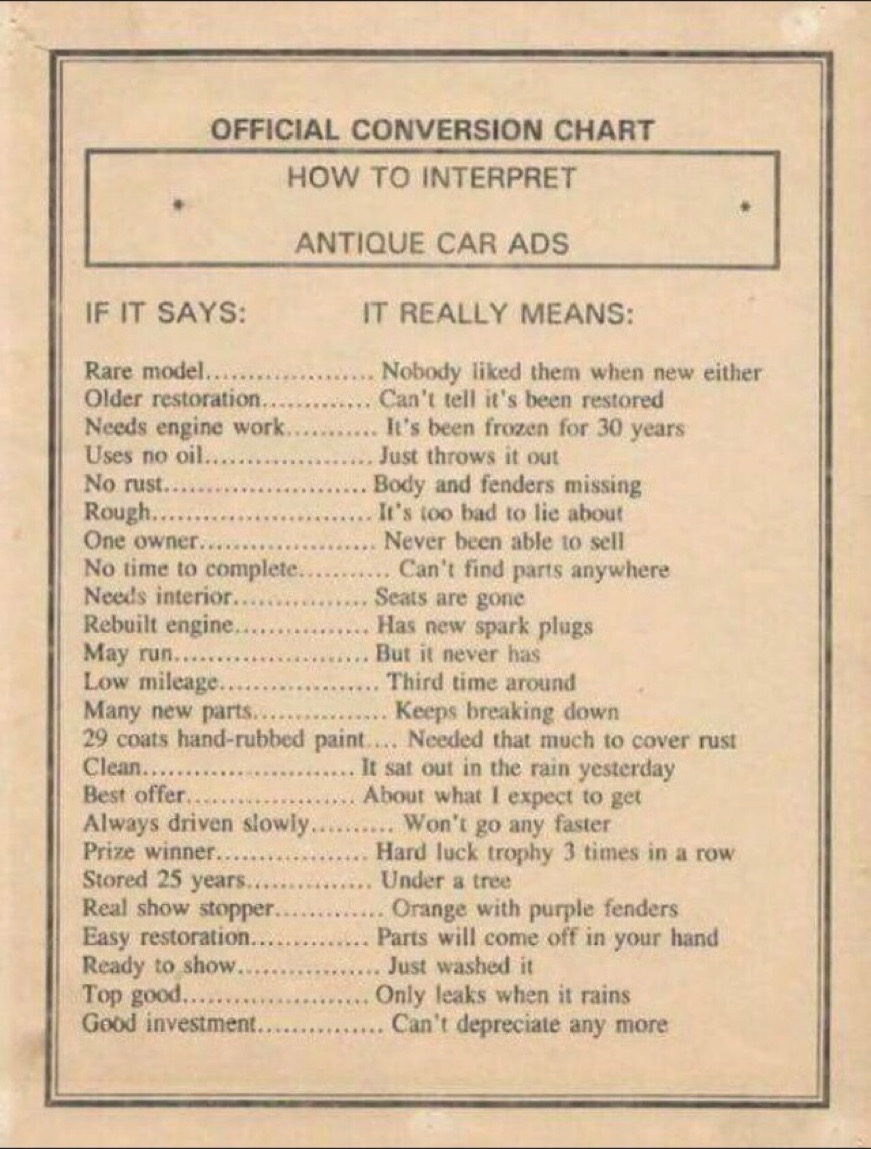 OFFICIAL CONVERSION CHART
HOW TO INTERPRET
* *
ANTIQUE CAR ADS
IF IT SAYS: IT REALLY MEANS:
Rare model.................... Nobody liked them when new either
Older restoration............. Can't tell it's been restored
Needs engine work........... It's been frozen for 30 years
Uses no oil.................... Just throws it out
No rust........................ Body and fenders missing
Rough.......................... It's too bad to lie about
One owner..................... Never been able to sell
No time to complete........... Can't find parts anywhere
Needs interior................ Seats are gone
Rebuilt engine................ Has new spark plugs
May run....................... But it never has
Low mileage................... Third time around
Many new parts................ Keeps breaking down
29 coats hand-rubbed paint.... Needed that much to cover rust
Clean......................... It sat out in the rain yesterday
Best offer.................... About what I expect to get
Always driven slowly.......... Won't go any faster
Prize winner.................. Hard luck trophy 3 times in a row
Stored 25 years............... Under a tree
Real show stopper............. Orange with purple fenders
Easy restoration.............. Parts will come off in your hand
Ready to show................. Just washed it
Top good...................... Only leaks when it rains
Good investment............... Can't depreciate any more